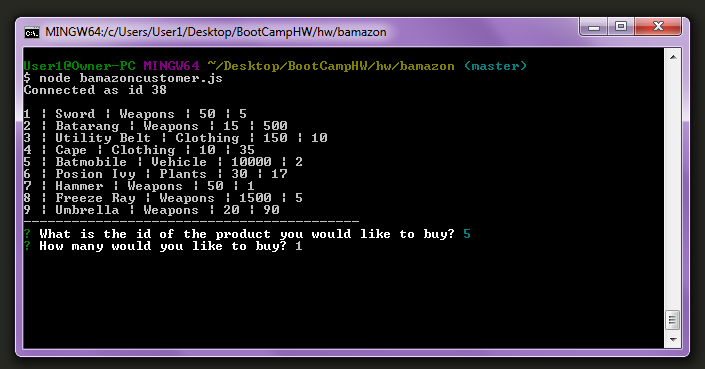 MINGW64:/c/Users/User1/Desktop/BootCampHW/hw/bamazon
User1@Owner-PC MINGW64 ~/Desktop/BootCampHW/hw/bamazon (master)
$ node bamazoncustomer.js
Connected as id 38
1 | Sword | Weapons | 50 | 5
2 | Batarang | Weapons | 15 | 500
3 | Utility Belt | Clothing | 150 | 10
4 | Cape | Clothing | 10 | 35
5 | Batmobile | Vehicle | 10000 | 2
6 | Posion Ivy | Plants | 30 | 17
7 | Hammer | Weapons | 50 | 1
8 | Freeze Ray | Weapons | 1500 | 5
9 | Umbrella | Weapons | 20 | 90
------------------------------------------
? What is the id of the product you would like to buy? 5
? How many would you like to buy? 1